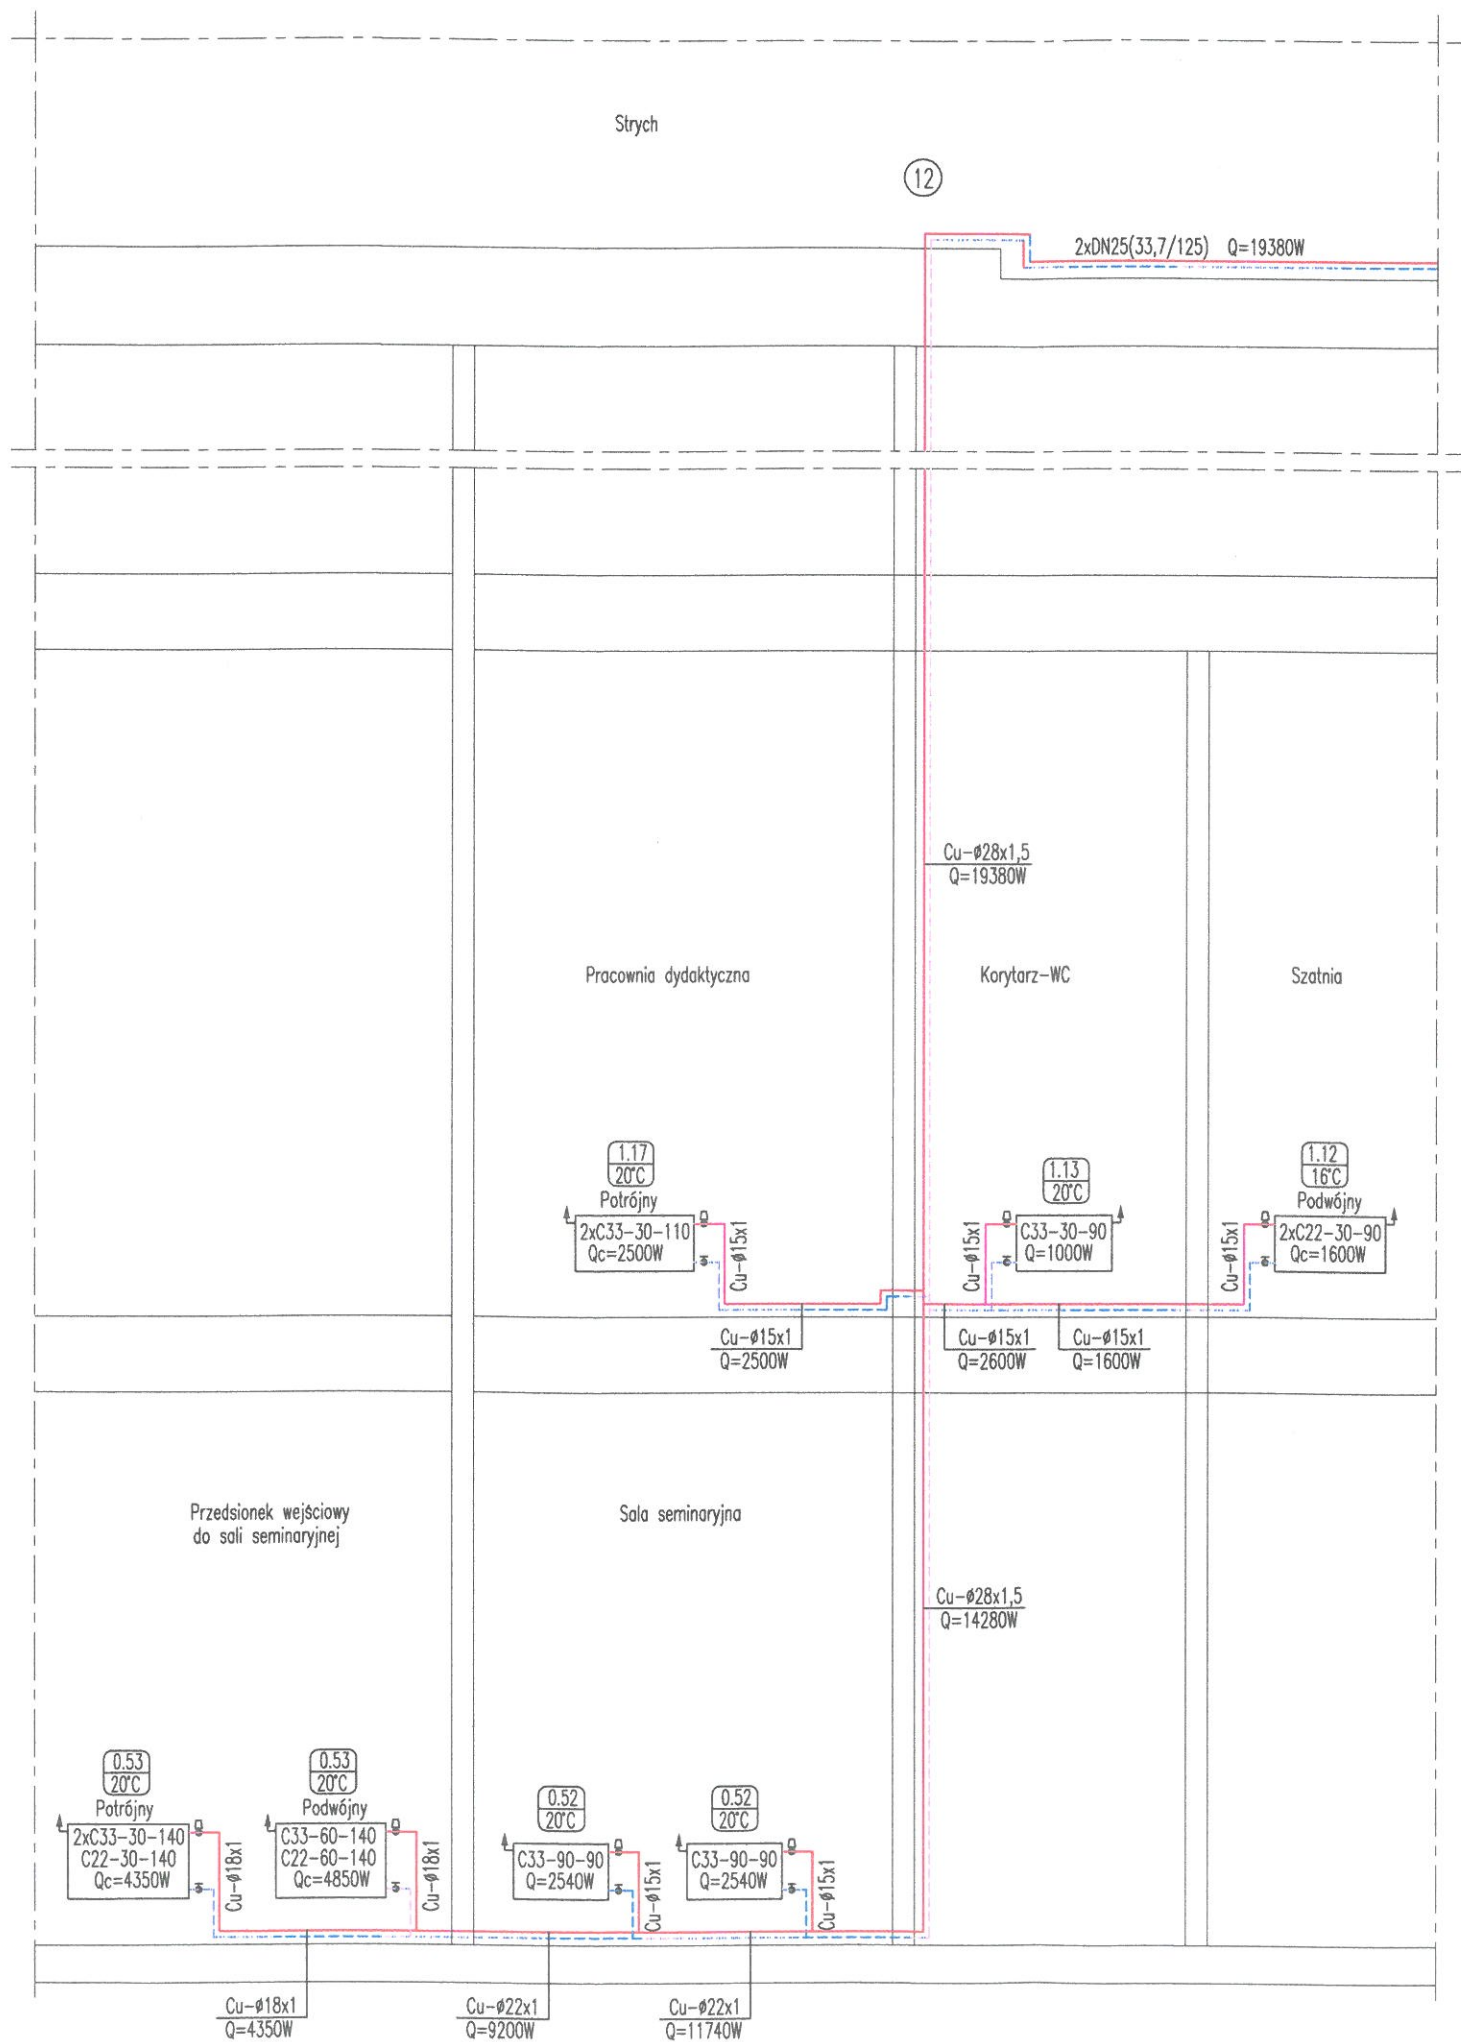 Strych
12
2xDN25(33,7/125) Q=19380W
Cu-ø28x1,5
Q=19380W
Pracownia dydaktyczna
Korytarz-WC
Szatnia
1.17
20°C
Potrójny
2xC33-30-110
Qc=2500W
Cu-ø15x1
1.13
20°C
C33-30-90
Q=1000W
Cu-ø15x1
1.12
16°C
Podwójny
2xC22-30-90
Qc=1600W
Cu-ø15x1
Cu-ø15x1
Q=2500W
Cu-ø15x1
Q=2600W
Cu-ø15x1
Q=1600W
Przedsionek wejściowy
do sali seminaryjnej
Sala seminaryjna
Cu-ø28x1,5
Q=14280W
0.53
20°C
Potrójny
2xC33-30-140
C22-30-140
Qc=4350W
Cu-ø18x1
0.53
20°C
Podwójny
C33-60-140
C22-60-140
Qc=4850W
Cu-ø18x1
0.52
20°C
C33-90-90
Q=2540W
Cu-ø15x1
0.52
20°C
C33-90-90
Q=2540W
Cu-ø15x1
Cu-ø18x1
Q=4350W
Cu-ø22x1
Q=9200W
Cu-ø22x1
Q=11740W